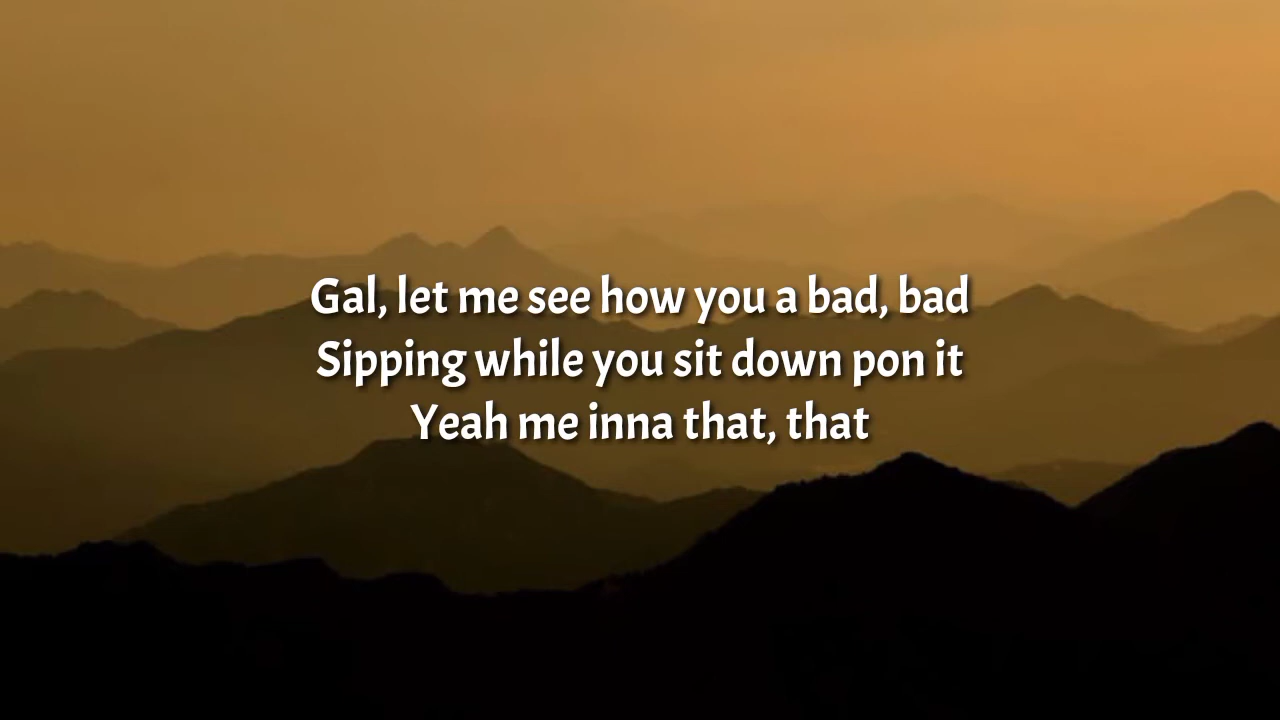 Gal, let me see how you a bad, bad
Sipping while you sit down pon it
Yeah me inna that, that